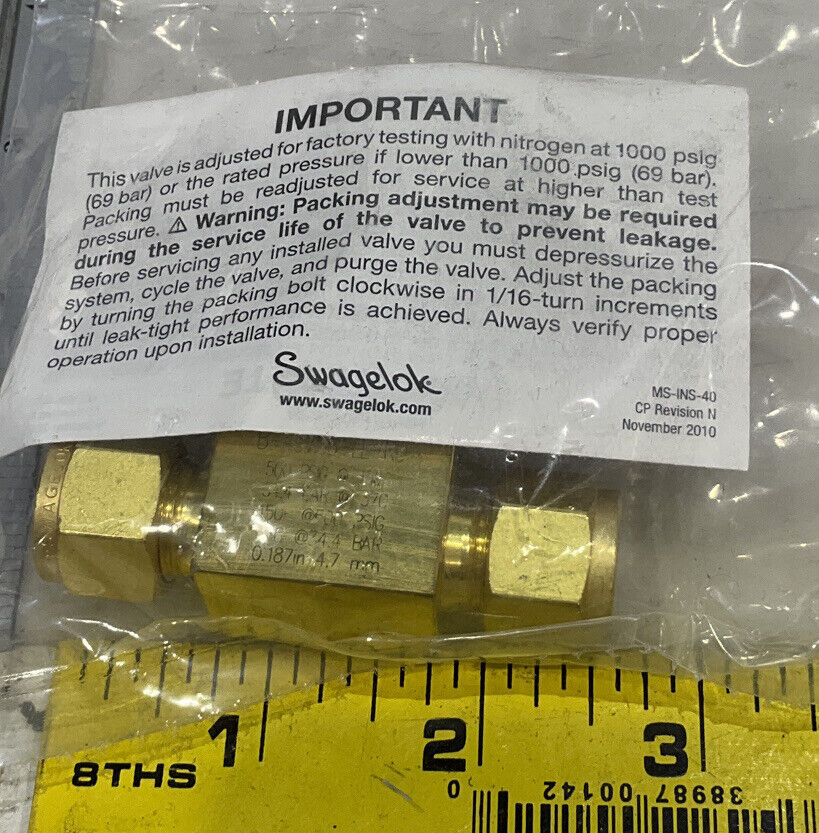 IMPORTANT
This valve is adjusted for factory testing with nitrogen at 1000 psig
(69 bar) or the rated pressure if lower than 1000 psig (69 bar).
Packing must be readjusted for service at higher than test
pressure. ⚠ Warning: Packing adjustment may be required
during the service life of the valve to prevent leakage.
Before servicing any installed valve you must depressurize the
system, cycle the valve, and purge the valve. Adjust the packing
by turning the packing bolt clockwise in 1/16-turn increments
until leak-tight performance is achieved. Always verify proper
operation upon installation.
Swagelok
www.swagelok.com
MS-INS-40
CP Revision N
November 2010
PSIG
BAR
0.187in 4.7 mm
1 2 3
8THS
0 38987 00142